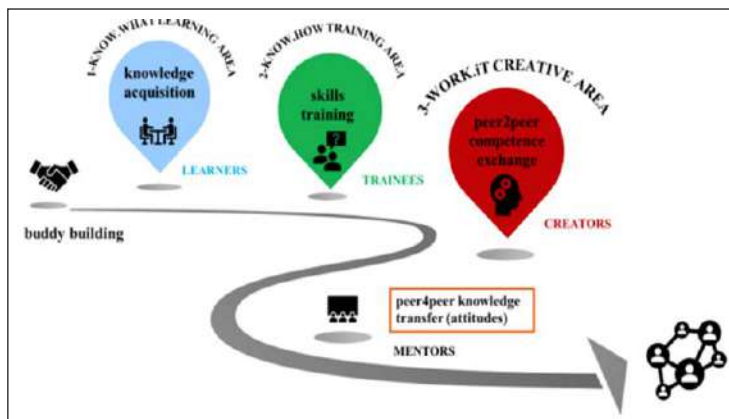 1-KNOW.WHAT LEARNING AREA
knowledge
acquisition
LEARNERS
2-KNOW.HOW TRAINING AREA
skills
training
?
TRAINEES
3-WORK.iT CREATIVE AREA
peer2peer
competence
exchange
CREATORS
buddy building
peer4peer knowledge
transfer (attitudes)
MENTORS